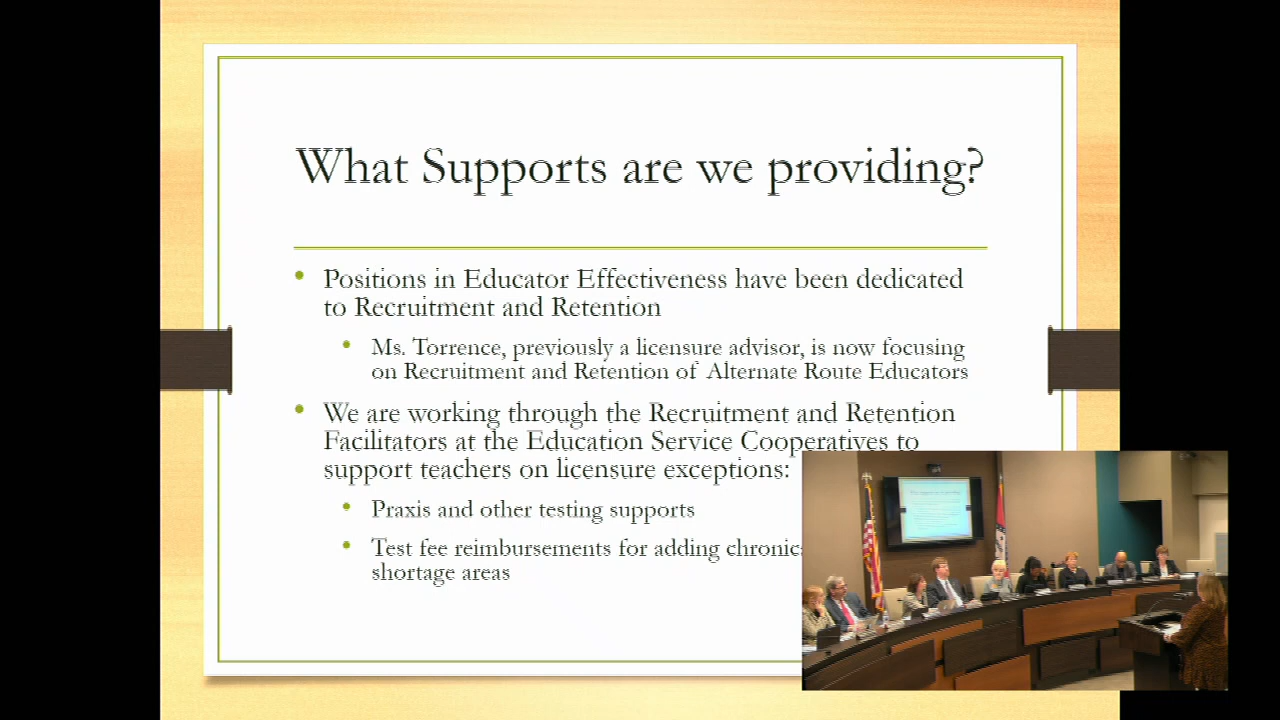 What Supports are we providing?
Positions in Educator Effectiveness have been dedicated
to Recruitment and Retention
Ms. Torrence, previously a licensure advisor, is now focusing
on Recruitment and Retention of Alternate Route Educators
We are working through the Recruitment and Retention
Facilitators at the Education Service Cooperatives to
support teachers on licensure exceptions:
Praxis and other testing supports
Test fee reimbursements for adding
shortage areas